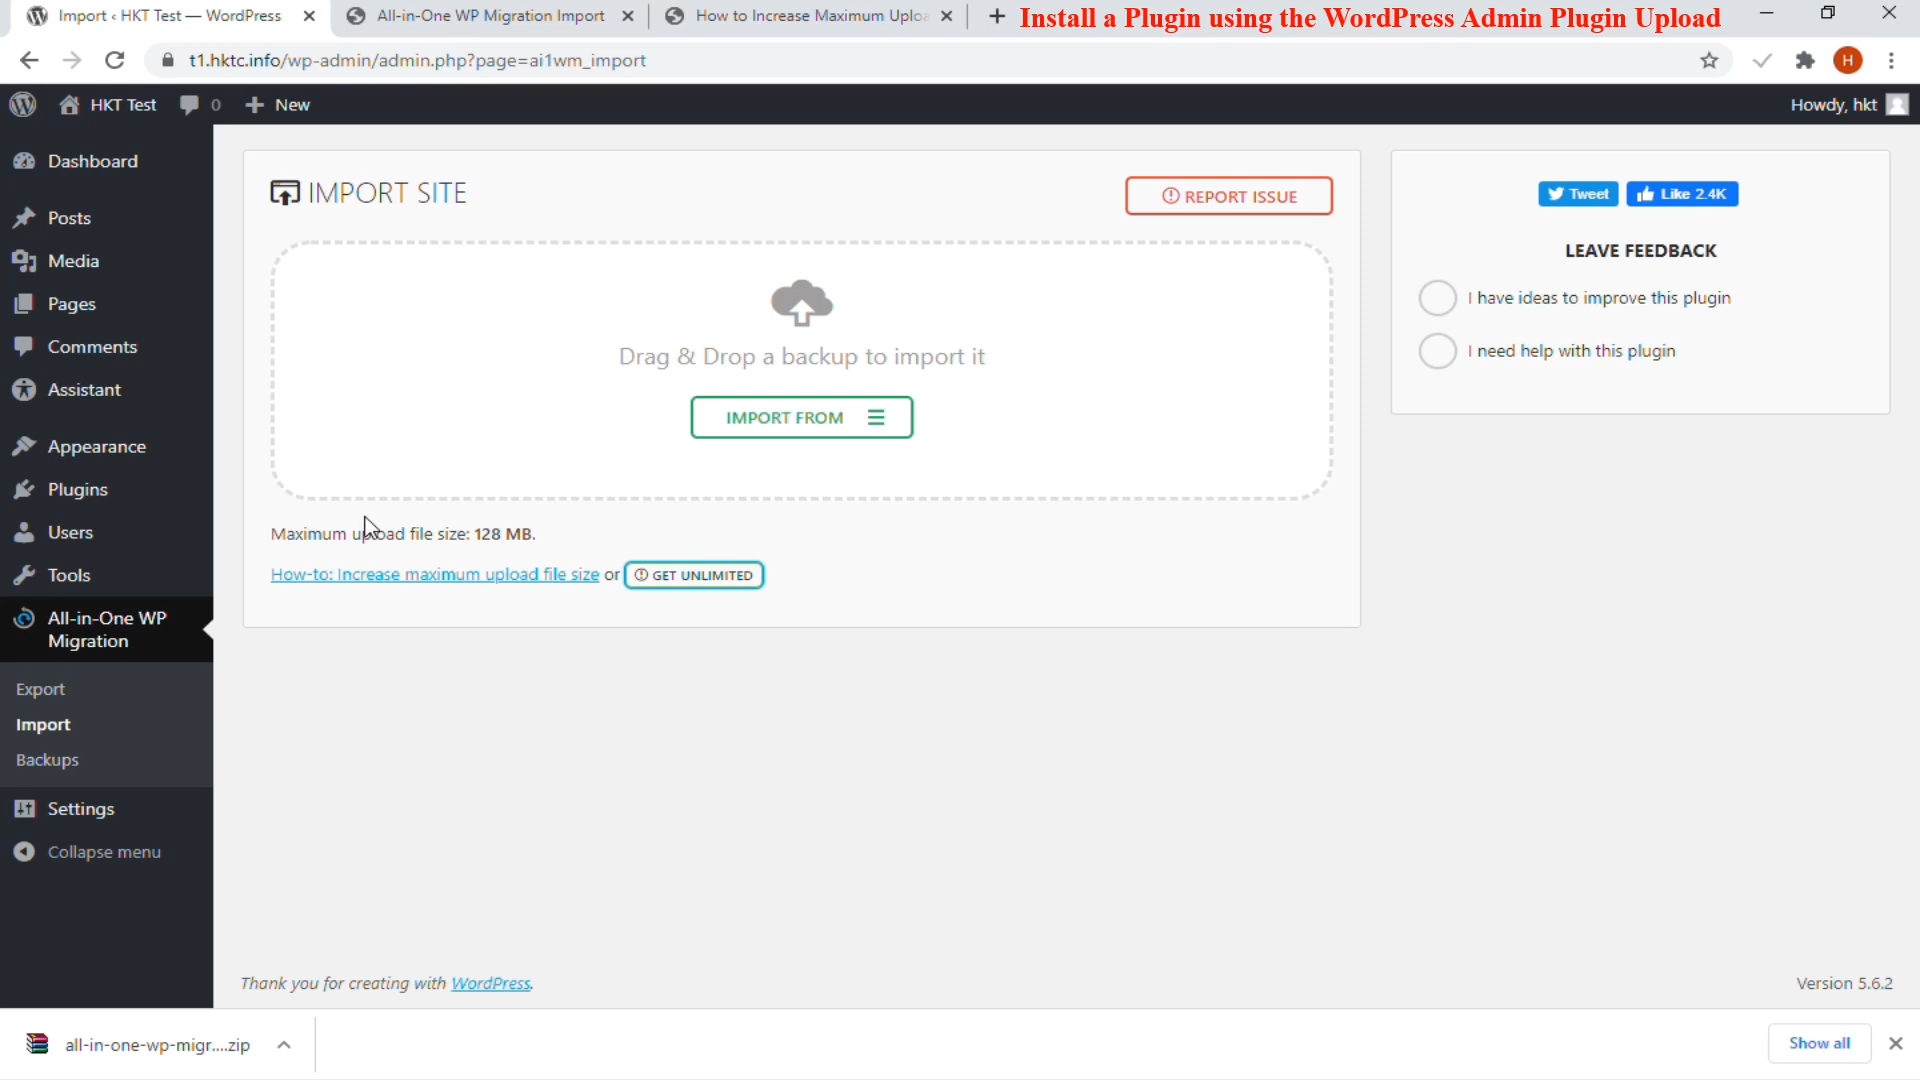 Import ‹ HKT Test — WordPress
All-in-One WP Migration Import
How to Increase Maximum Uplo
Install a Plugin using the WordPress Admin Plugin Upload
t1.hktc.info/wp-admin/admin.php?page=ai1wm_import
H
HKT Test
0
New
Howdy, hkt
Dashboard
Posts
Media
Pages
Comments
Assistant
Appearance
Plugins
Users
Tools
All-in-One WP
Migration
Export
Import
Backups
Settings
Collapse menu
IMPORT SITE
REPORT ISSUE
Drag & Drop a backup to import it
IMPORT FROM
Maximum upload file size: 128 MB.
How-to: Increase maximum upload file size or GET UNLIMITED
Tweet
Like 2.4K
LEAVE FEEDBACK
I have ideas to improve this plugin
I need help with this plugin
Thank you for creating with WordPress.
Version 5.6.2
all-in-one-wp-migr....zip
Show all